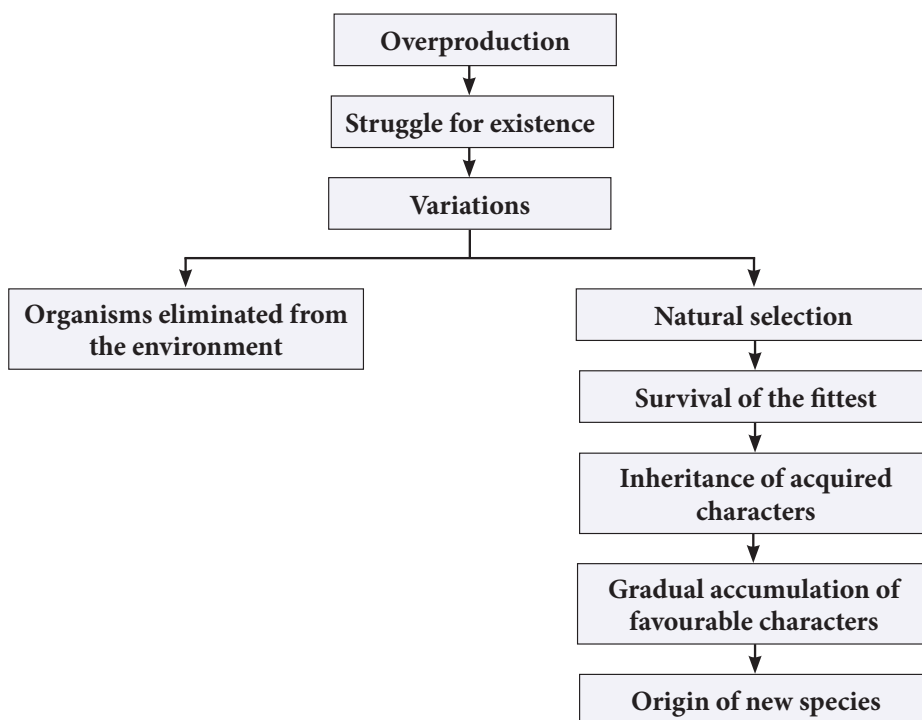 Overproduction
Struggle for existence
Variations
Organisms eliminated from
the environment
Natural selection
Survival of the fittest
Inheritance of acquired
characters
Gradual accumulation of
favourable characters
Origin of new species